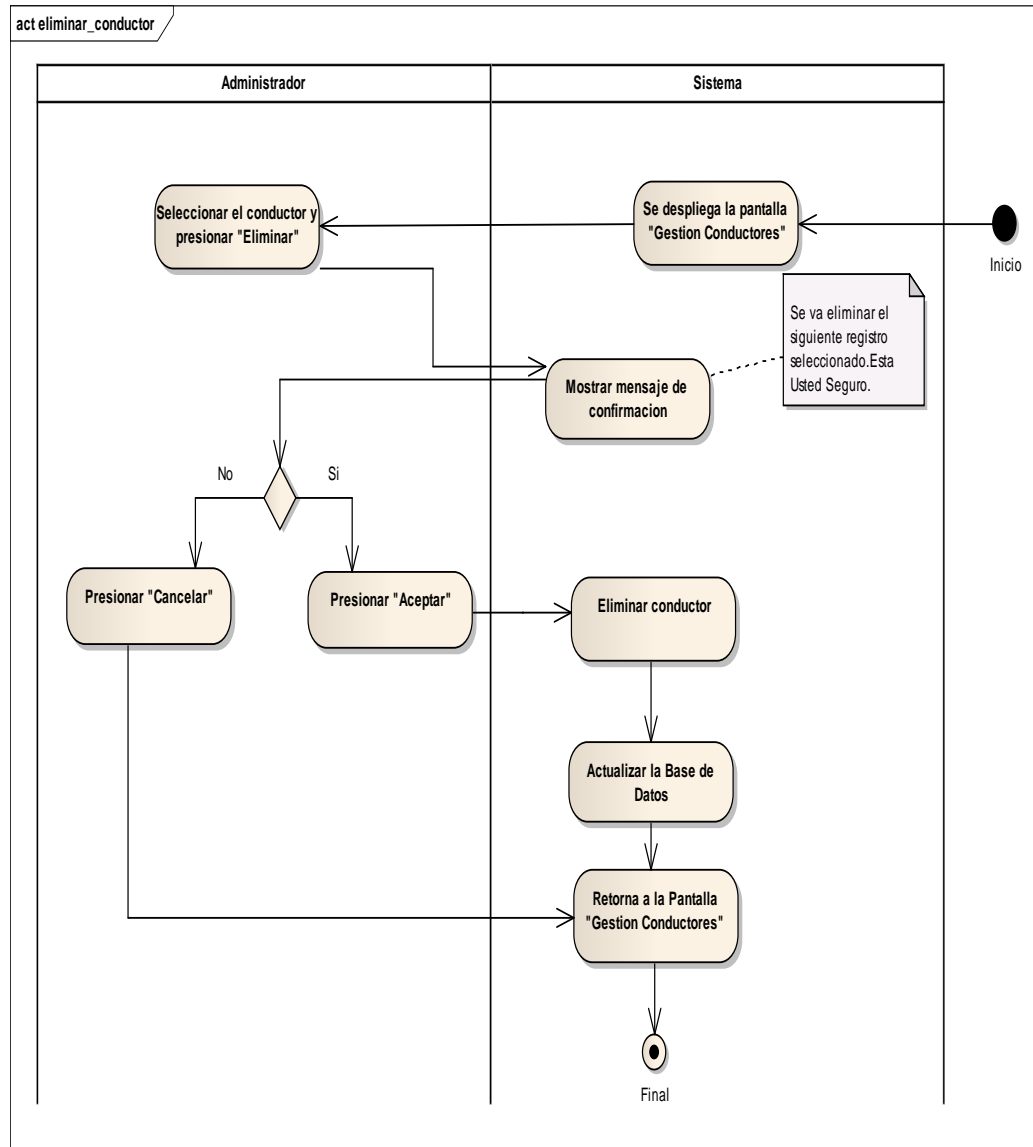 act eliminar_conductor
Administrador
Sistema
Seleccionar el conductor y
presionar "Eliminar"
Se despliega la pantalla
"Gestion Conductores"
Inicio
Se va eliminar el
siguiente registro
seleccionado.Esta
Usted Seguro.
Mostrar mensaje de
confirmacion
No
Si
Presionar "Cancelar"
Presionar "Aceptar"
Eliminar conductor
Actualizar la Base de
Datos
Retorna a la Pantalla
"Gestion Conductores"
Final